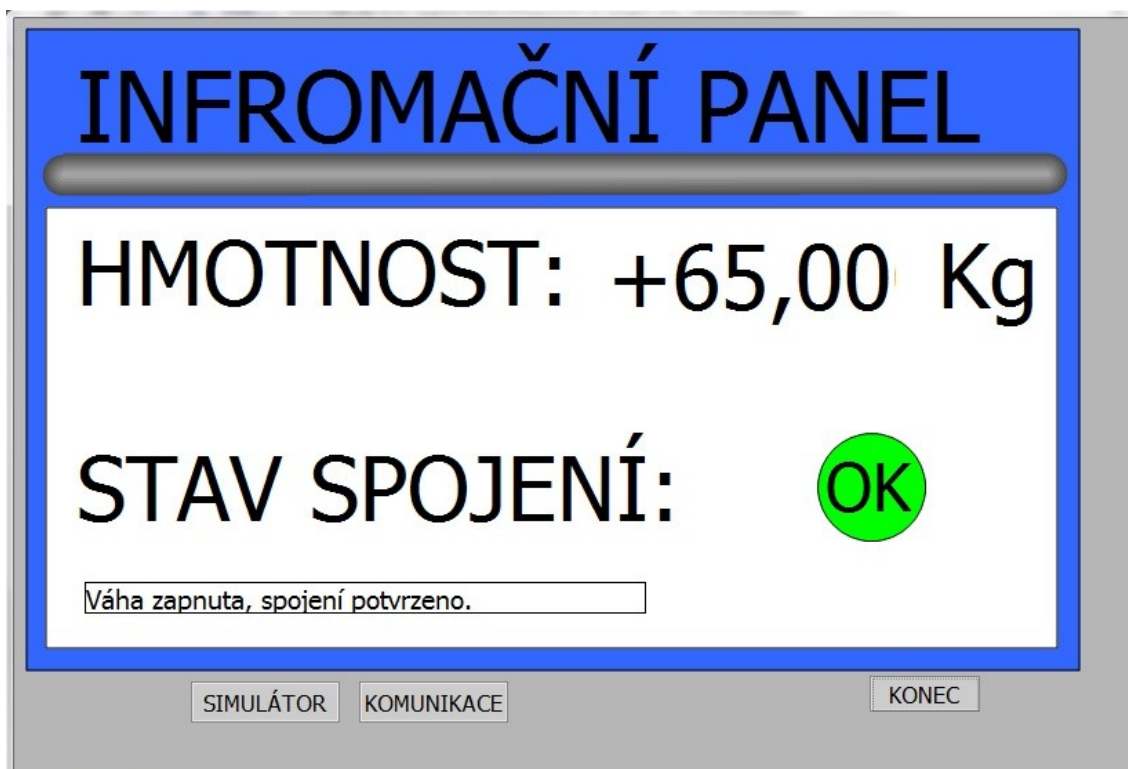 INFROMAČNÍ PANEL
HMOTNOST: +65,00 Kg
STAV SPOJENÍ: OK
Váha zapnuta, spojení potvrzeno.
SIMULÁTOR KOMUNIKACE KONEC